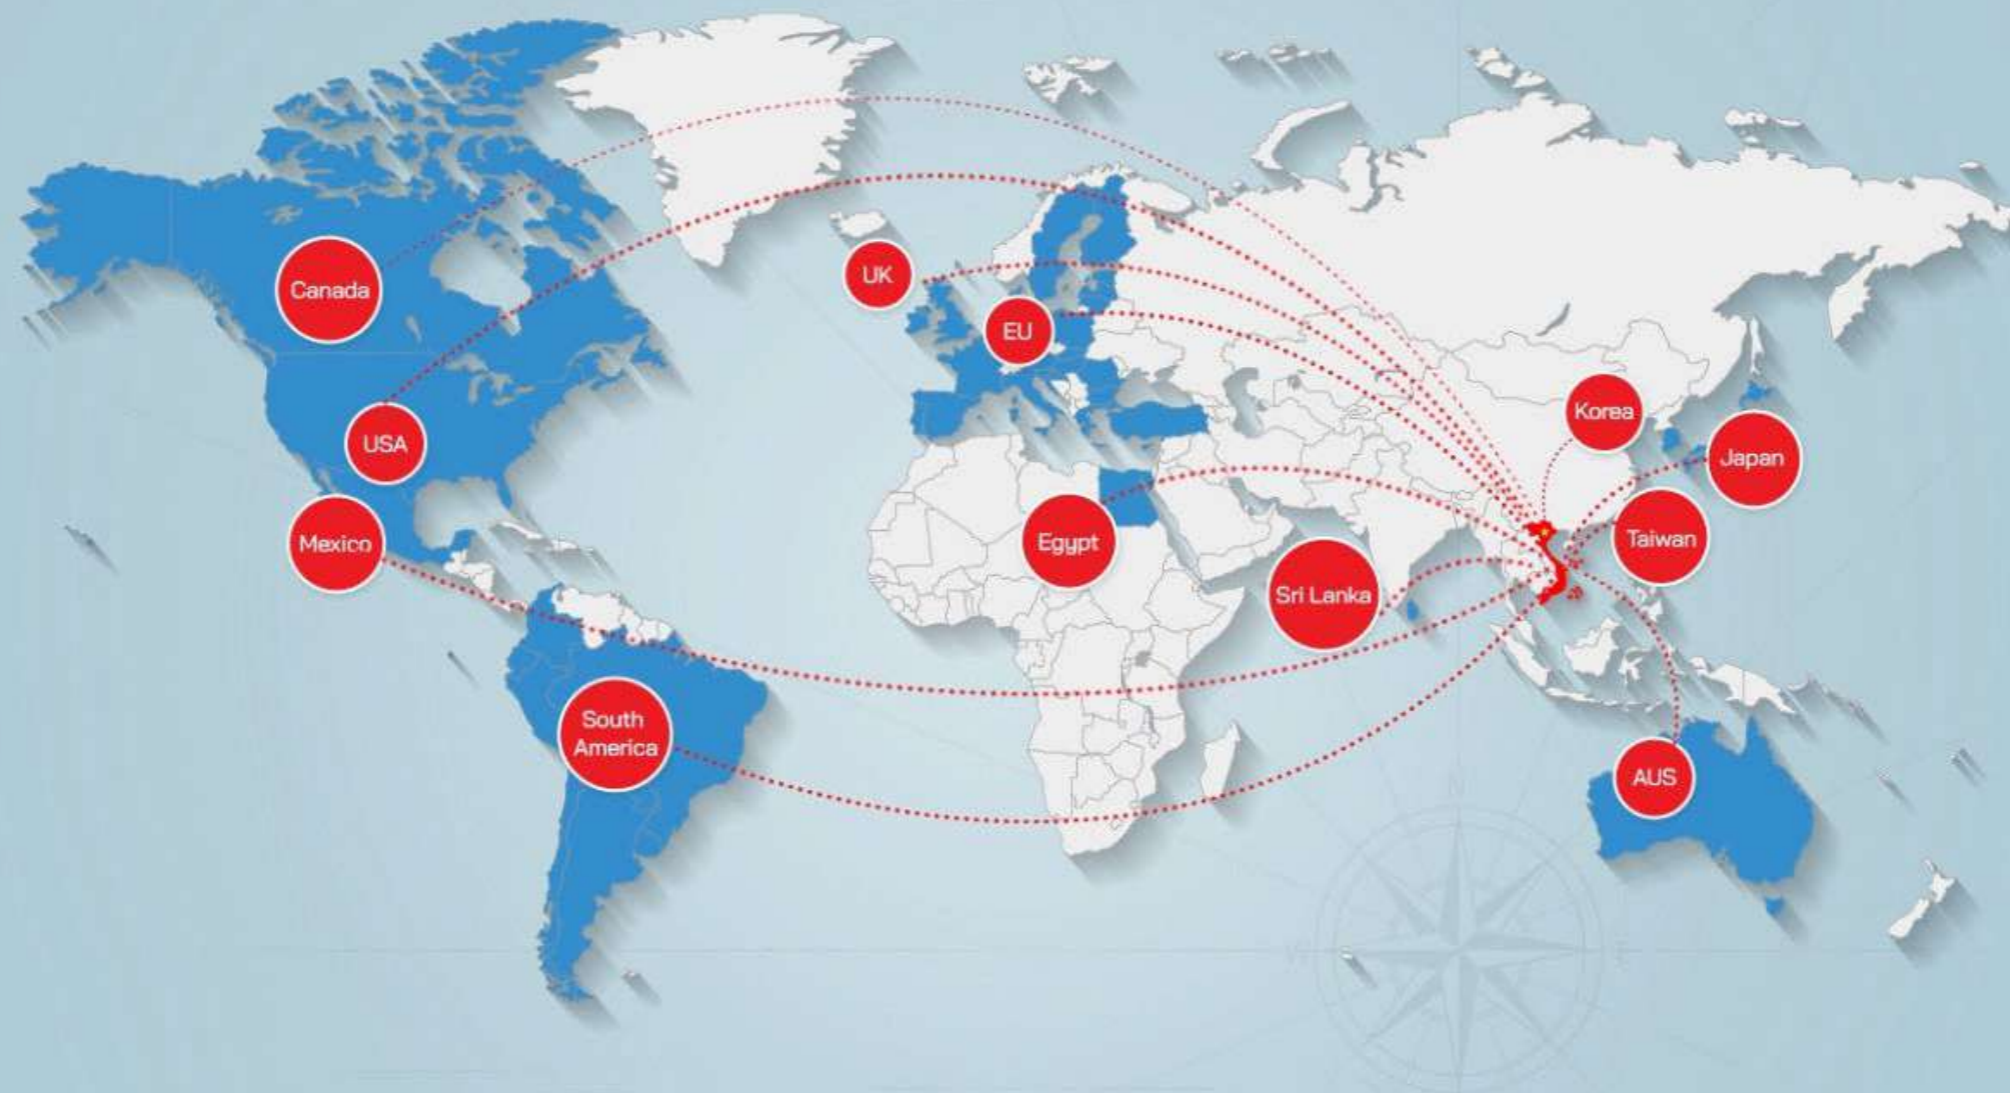 Canada
UK
EU
USA
Korea
Japan
Mexico
Egypt
Taiwan
Sri Lanka
South
America
AUS
N
W
E